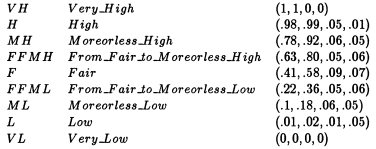 VH Very_High (1,1,0,0)
H High (.98,.99,.05,.01)
MH Moreorless_High (.78,.92,.06,.05)
FFMH From_Fair_to_Moreorless_High (.63,.80,.05,.06)
F Fair (.41,.58,.09,.07)
FFML From_Fair_to_Moreorless_Low (.22,.36,.05,.06)
ML Moreorless_Low (.1,.18,.06,.05)
L Low (.01,.02,.01,.05)
VL Very_Low (0,0,0,0)